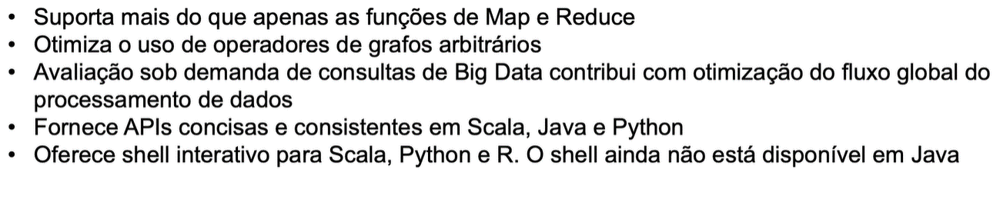 • Suporta mais do que apenas as funções de Map e Reduce
• Otimiza o uso de operadores de grafos arbitrários
• Avaliação sob demanda de consultas de Big Data contribui com otimização do fluxo global do
processamento de dados
• Fornece APIs concisas e consistentes em Scala, Java e Python
• Oferece shell interativo para Scala, Python e R. O shell ainda não está disponível em Java